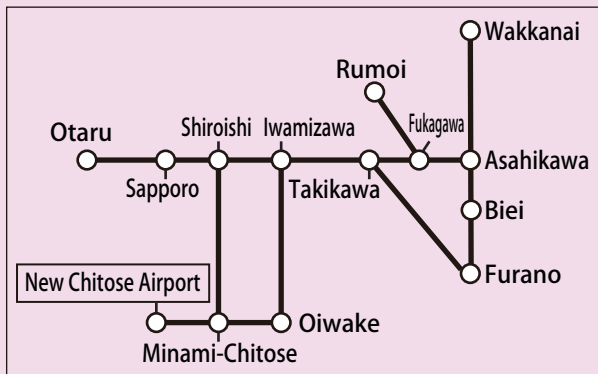 Wakkanai
Rumoi
Fukagawa
Otaru
Shiroishi
Iwamizawa
Sapporo
Takikawa
Asahikawa
Biei
New Chitose Airport
Furano
Oiwake
Minami-Chitose